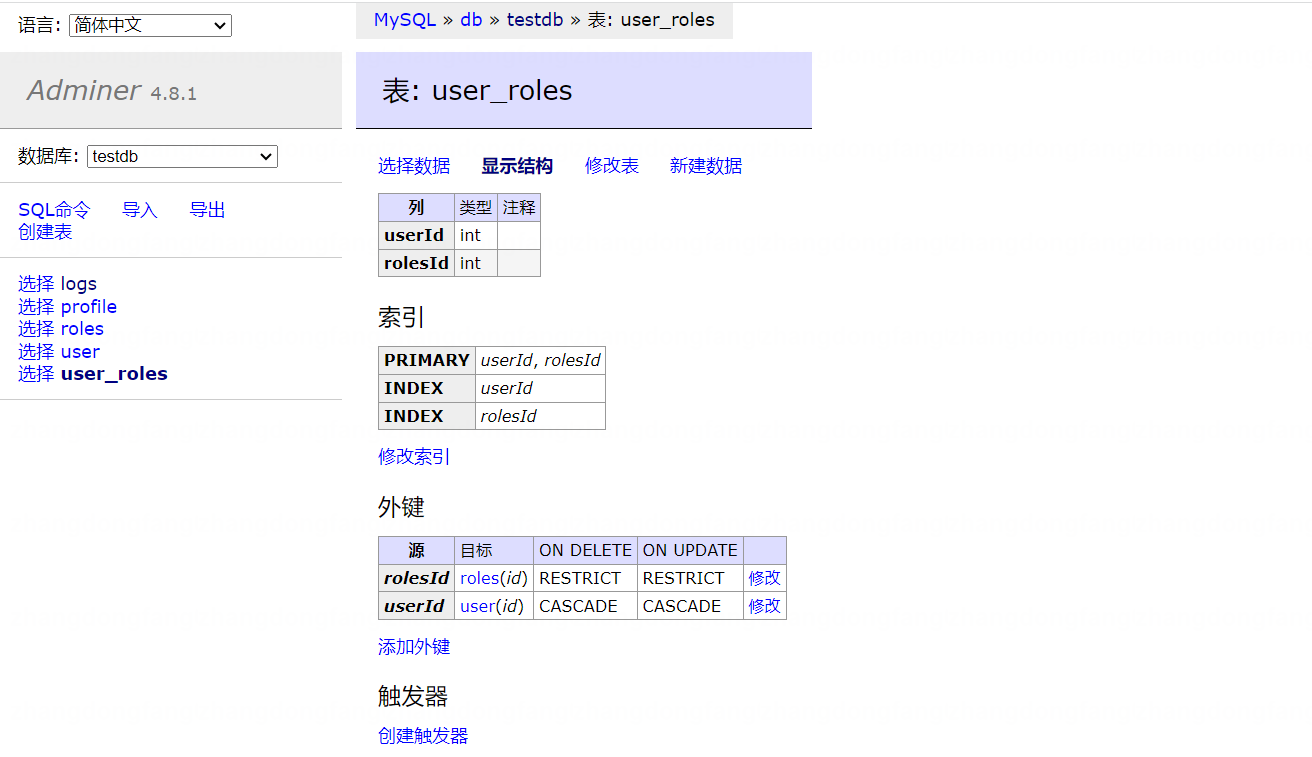 语言: 简体中文
Adminer 4.8.1
数据库: testdb
SQL命令 导入 导出
创建表
选择 logs
选择 profile
选择 roles
选择 user
选择 user_roles
MySQL » db » testdb » 表: user_roles
表: user_roles
选择数据 显示结构 修改表 新建数据
列 类型 注释
userId int
rolesId int
索引
PRIMARY userId, rolesId
INDEX userId
INDEX rolesId
修改索引
外键
源 目标 ON DELETE ON UPDATE
rolesId roles(id) RESTRICT RESTRICT 修改
userId user(id) CASCADE CASCADE 修改
添加外键
触发器
创建触发器